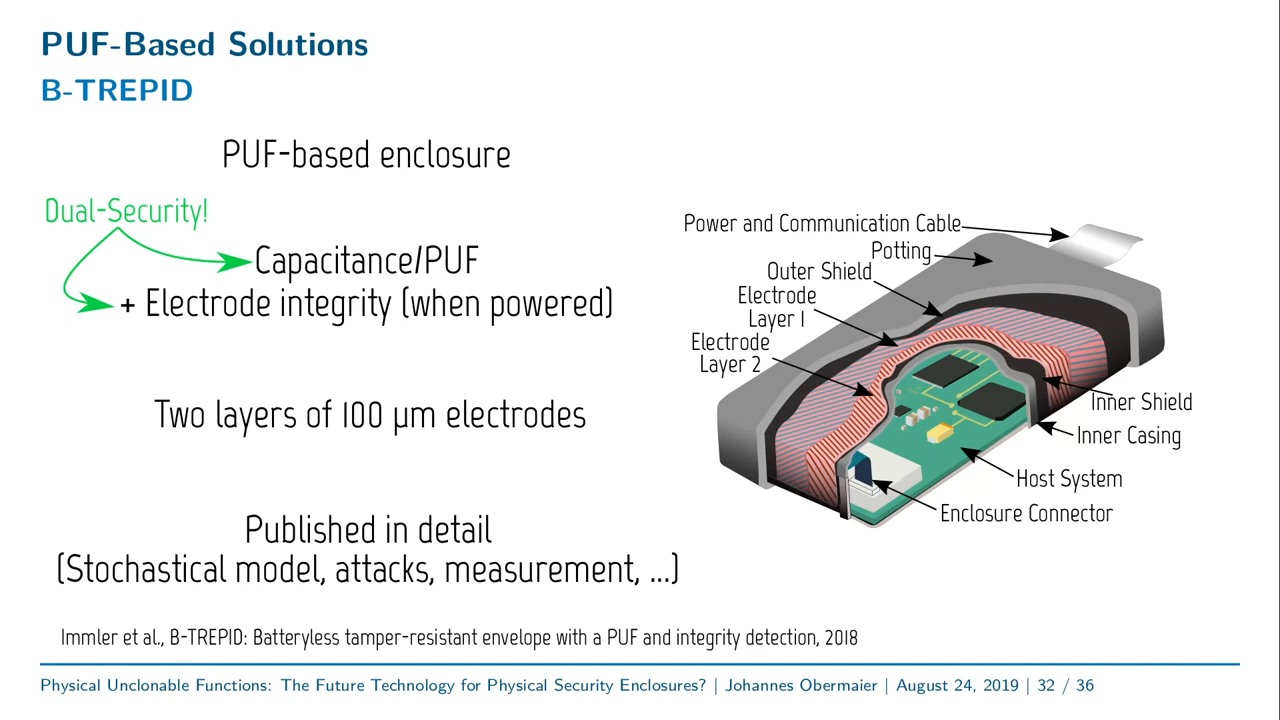 PUF-Based Solutions
B-TREPID
PUF-based enclosure
Dual-Security!
Capacitance/PUF
+ Electrode integrity (when powered)
Two layers of 100 µm electrodes
Published in detail
(Stochastical model, attacks, measurement, ...)
Power and Communication Cable
Potting
Outer Shield
Electrode
Layer 1
Electrode
Layer 2
Inner Shield
Inner Casing
Host System
Enclosure Connector
Immler et al., B-TREPID: Batteryless tamper-resistant envelope with a PUF and integrity detection, 2018
Physical Unclonable Functions: The Future Technology for Physical Security Enclosures? | Johannes Obermaier | August 24, 2019 | 32 / 36